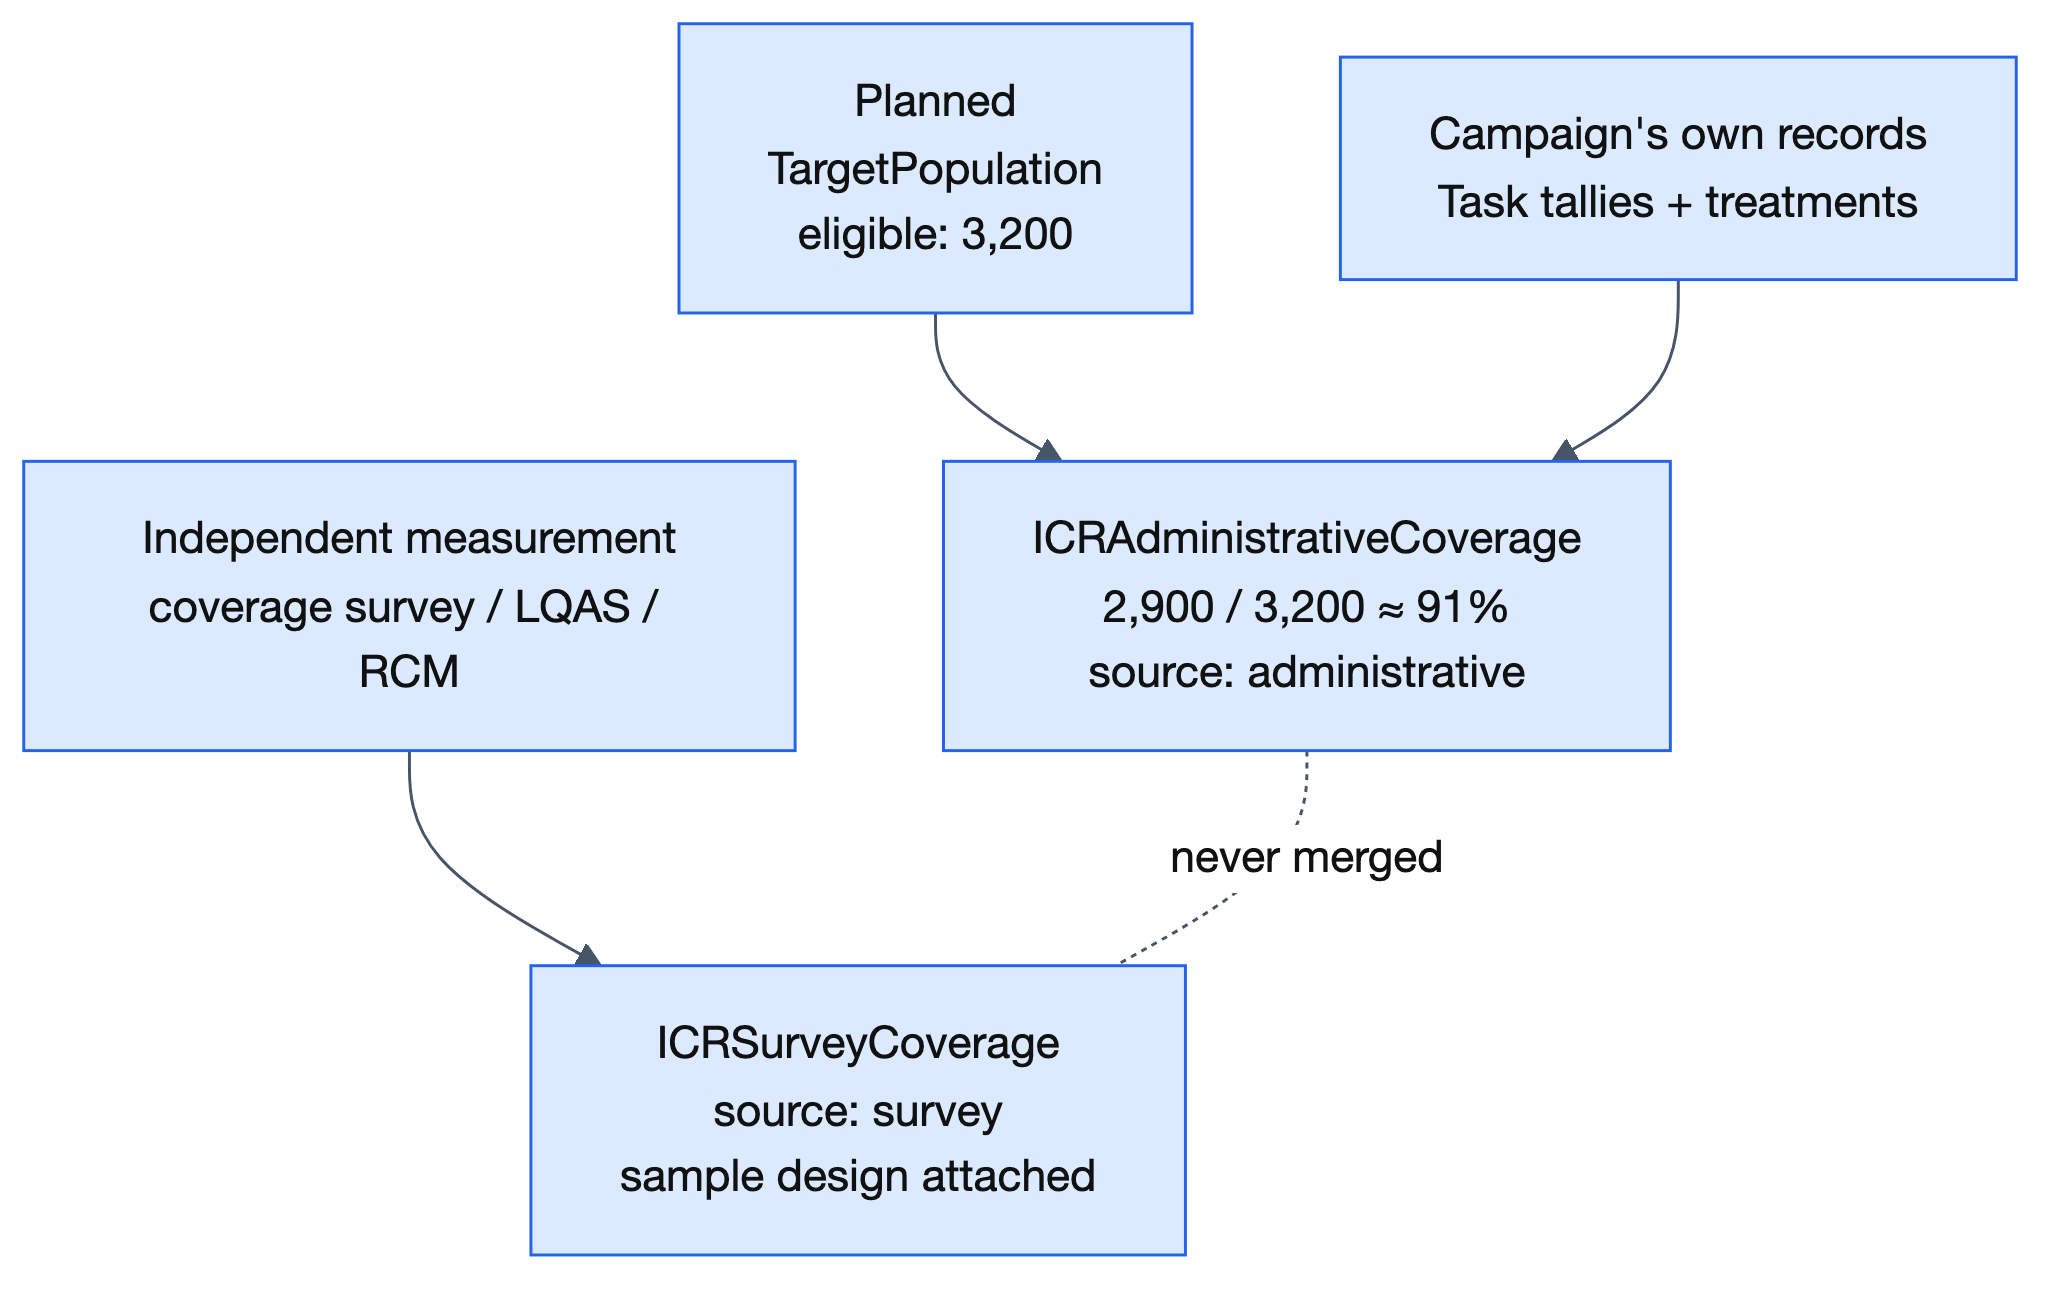 Planned
TargetPopulation
eligible: 3,200
Campaign's own records
Task tallies + treatments
Independent measurement
coverage survey / LQAS /
RCM
ICRAdministrativeCoverage
2,900 / 3,200 ≈ 91%
source: administrative
never merged
ICRSurveyCoverage
source: survey
sample design attached